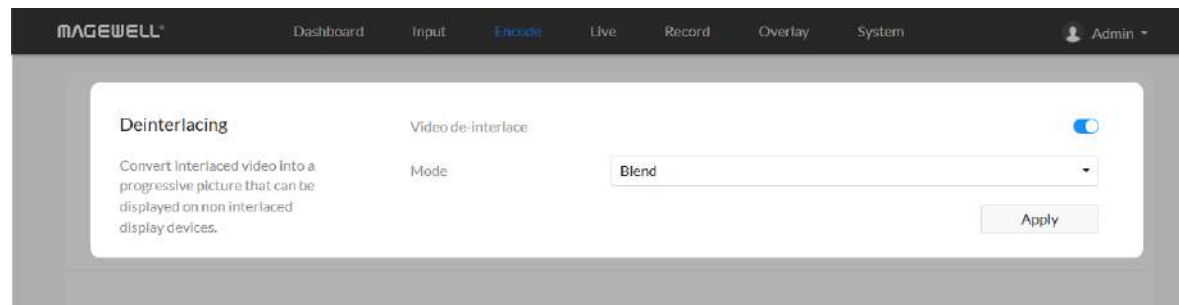 MAGEWELL Dashboard Input Encode Live Record Overlay System Admin
Deinterlacing Video de-interlace
Convert interlaced video into a Mode Blend
progressive picture that can be
displayed on non interlaced
display devices. Apply